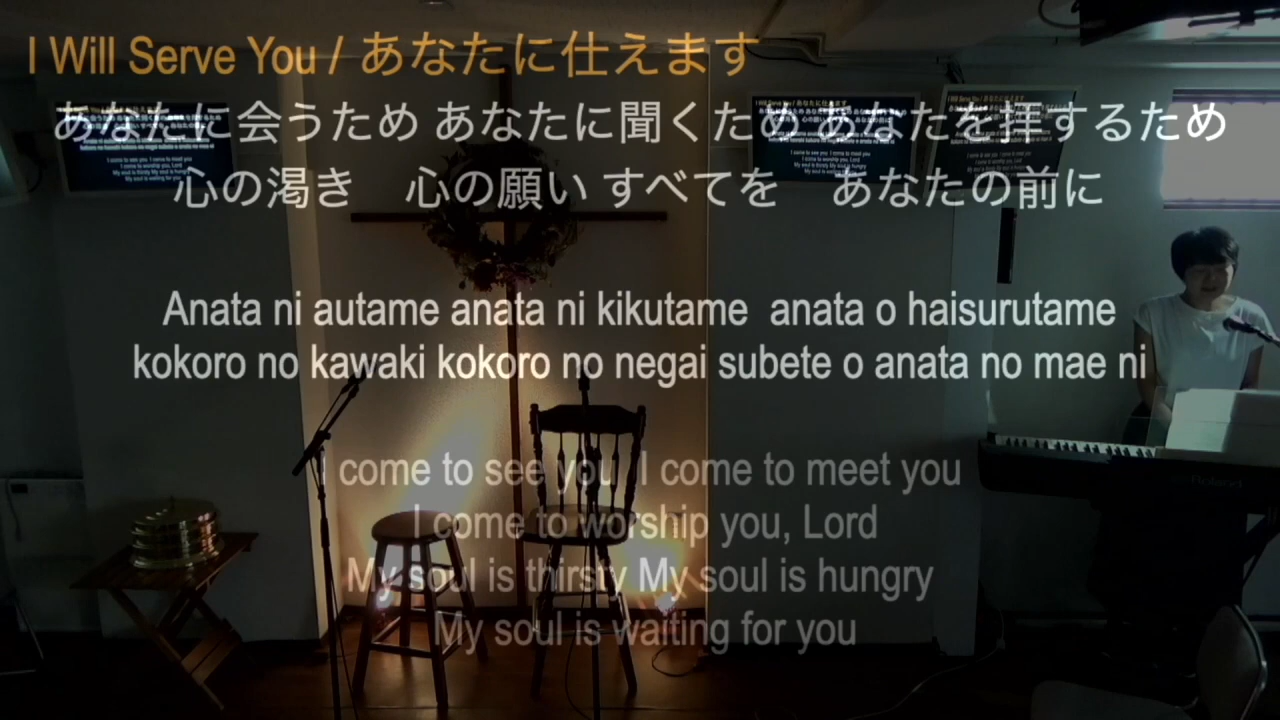 I Will Serve You / あなたに仕えます
あなたに会うため あなたに聞くため あなたを拝するため
心の渇き　心の願い すべてを　あなたの前に
Anata ni autame anata ni kikutame  anata o haisurutame
kokoro no kawaki kokoro no negai subete o anata no mae ni
I come to see you  I come to meet you
I come to worship you, Lord
My soul is thirsty My soul is hungry
My soul is waiting for you
Roland